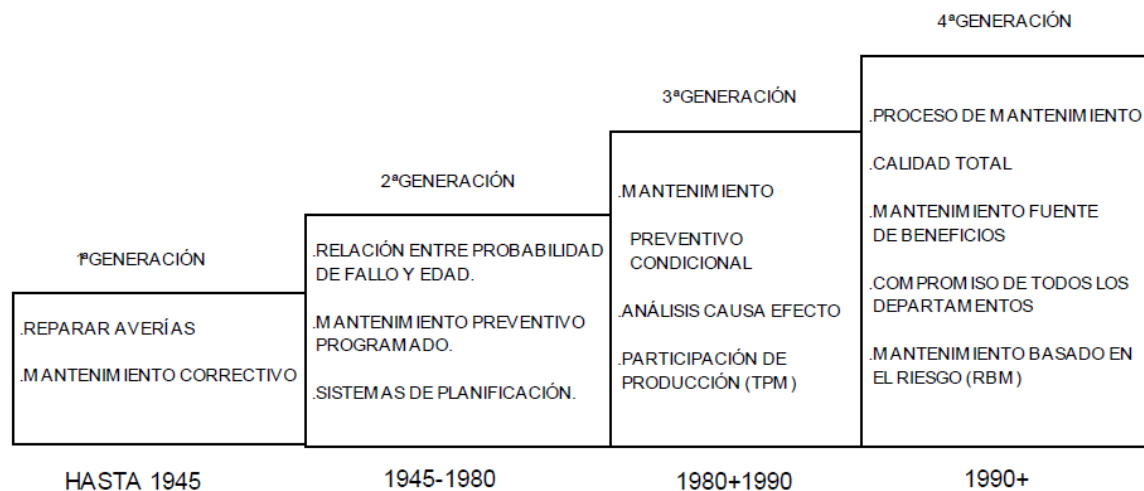 1ªGENERACIÓN
.REPARAR AVERÍAS
.MANTENIMIENTO CORRECTIVO
HASTA 1945
2ªGENERACIÓN
.RELACIÓN ENTRE PROBABILIDAD
DE FALLO Y EDAD.
.MANTENIMIENTO PREVENTIVO
PROGRAMADO.
.SISTEMAS DE PLANIFICACIÓN.
1945-1980
3ªGENERACIÓN
.MANTENIMIENTO
PREVENTIVO
CONDICIONAL
.ANÁLISIS CAUSA EFECTO
.PARTICIPACIÓN DE
PRODUCCIÓN (TPM)
1980+1990
4ªGENERACIÓN
.PROCESO DE MANTENIMIENTO
.CALIDAD TOTAL
.MANTENIMIENTO FUENTE
DE BENEFICIOS
.COMPROMISO DE TODOS LOS
DEPARTAMENTOS
.MANTENIMIENTO BASADO EN
EL RIESGO (RBM)
1990+